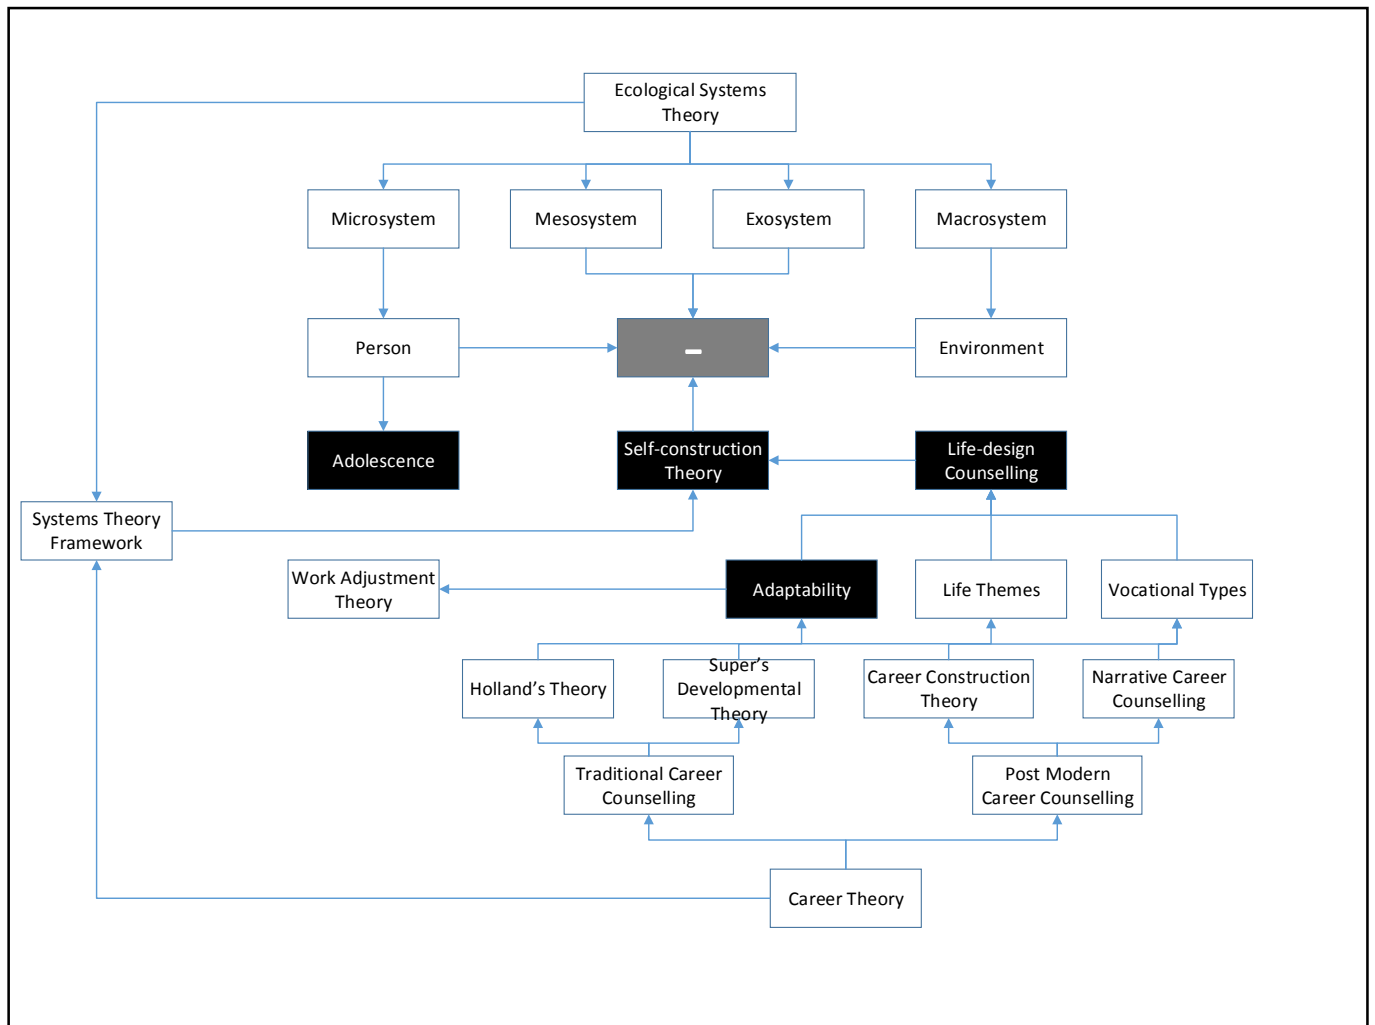 Ecological Systems
Theory
Microsystem
Mesosystem
Exosystem
Macrosystem
Person
–
Environment
Adolescence
Self-construction
Theory
Life-design
Counselling
Systems Theory
Framework
Work Adjustment
Theory
Adaptability
Life Themes
Vocational Types
Holland’s Theory
Super’s
Developmental
Theory
Career Construction
Theory
Narrative Career
Counselling
Traditional Career
Counselling
Post Modern
Career Counselling
Career Theory